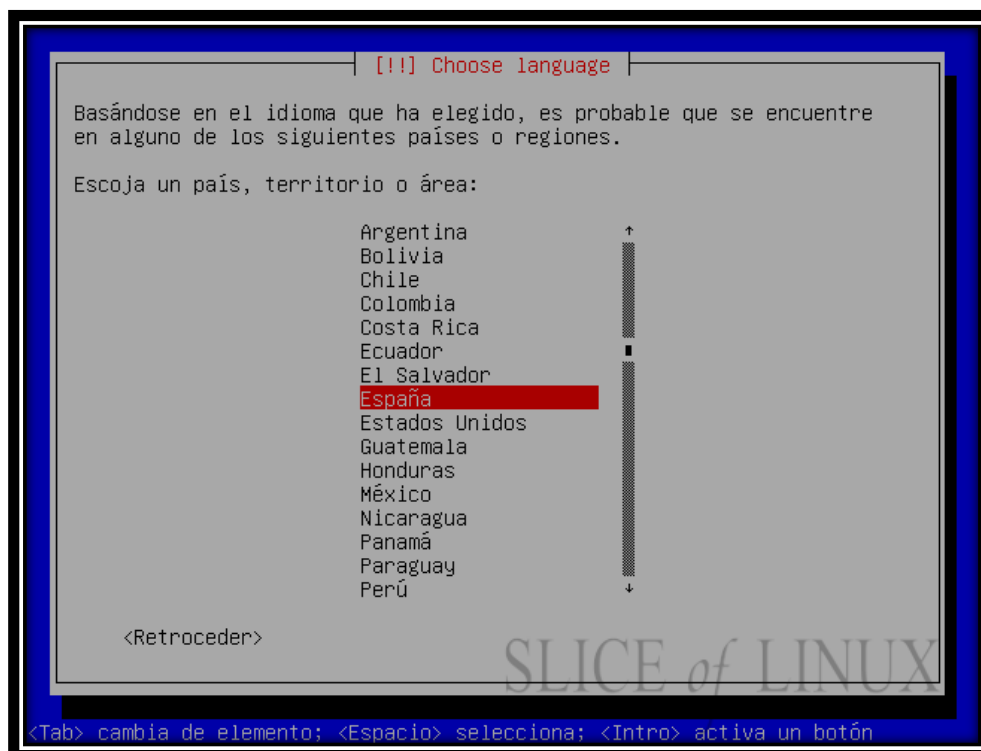 [!!] Choose language
Basándose en el idioma que ha elegido, es probable que se encuentre
en alguno de los siguientes países o regiones.
Escoja un país, territorio o área:
Argentina
Bolivia
Chile
Colombia
Costa Rica
Ecuador
El Salvador
España
Estados Unidos
Guatemala
Honduras
México
Nicaragua
Panamá
Paraguay
Perú
<Retroceder>
SLICE of LINUX
<Tab> cambia de elemento; <Espacio> selecciona; <Intro> activa un botón